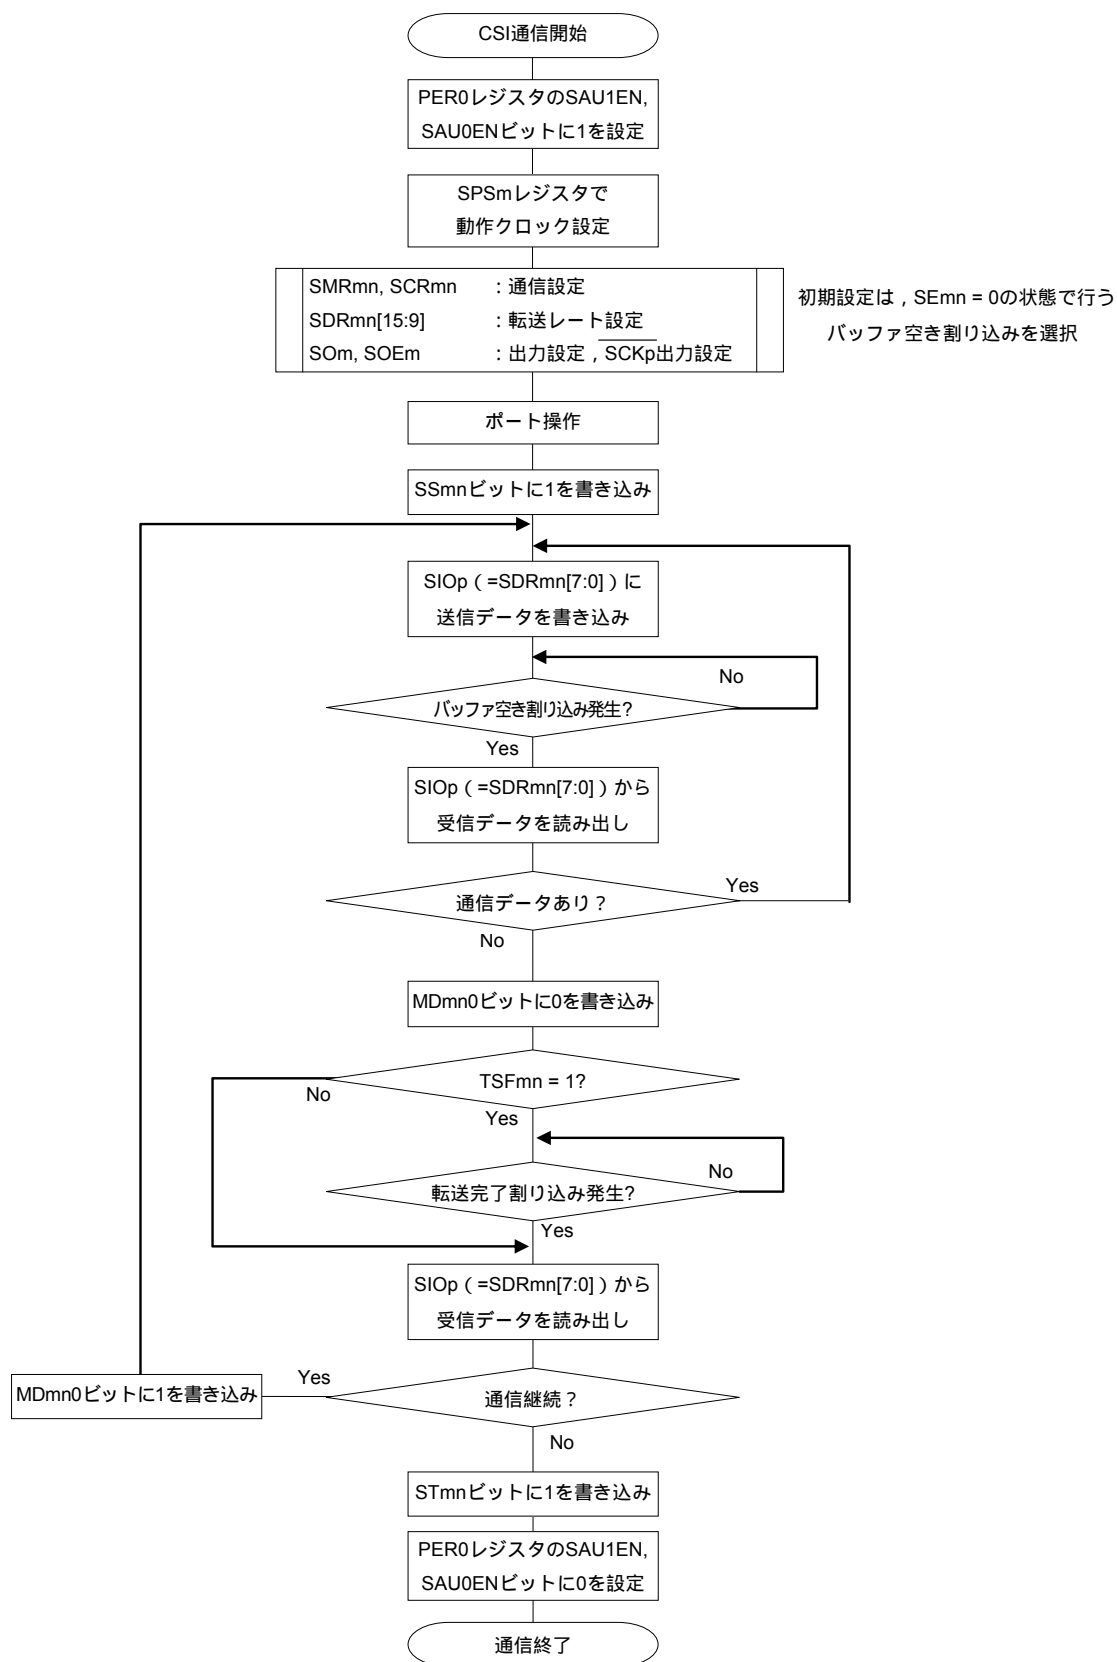 CSI通信開始
PER0レジスタのSAU1EN,
SAU0ENビットに1を設定
SPSmレジスタで
動作クロック設定
SMRmn, SCRmn :通信設定
SDRmn[15:9] :転送レート設定
SOm, SOEm :出力設定,SCKp出力設定
初期設定は,SEmn = 0の状態で行う
バッファ空き割り込みを選択
ポート操作
SSmnビットに1を書き込み
SIOp(=SDRmn[7:0])に
送信データを書き込み
No
バッファ空き割り込み発生?
Yes
SIOp(=SDRmn[7:0])から
受信データを読み出し
Yes
通信データあり?
No
MDmn0ビットに0を書き込み
TSFmn = 1?
No
Yes
No
転送完了割り込み発生?
Yes
SIOp(=SDRmn[7:0])から
受信データを読み出し
Yes
MDmn0ビットに1を書き込み
通信継続?
No
STmnビットに1を書き込み
PER0レジスタのSAU1EN,
SAU0ENビットに0を設定
通信終了